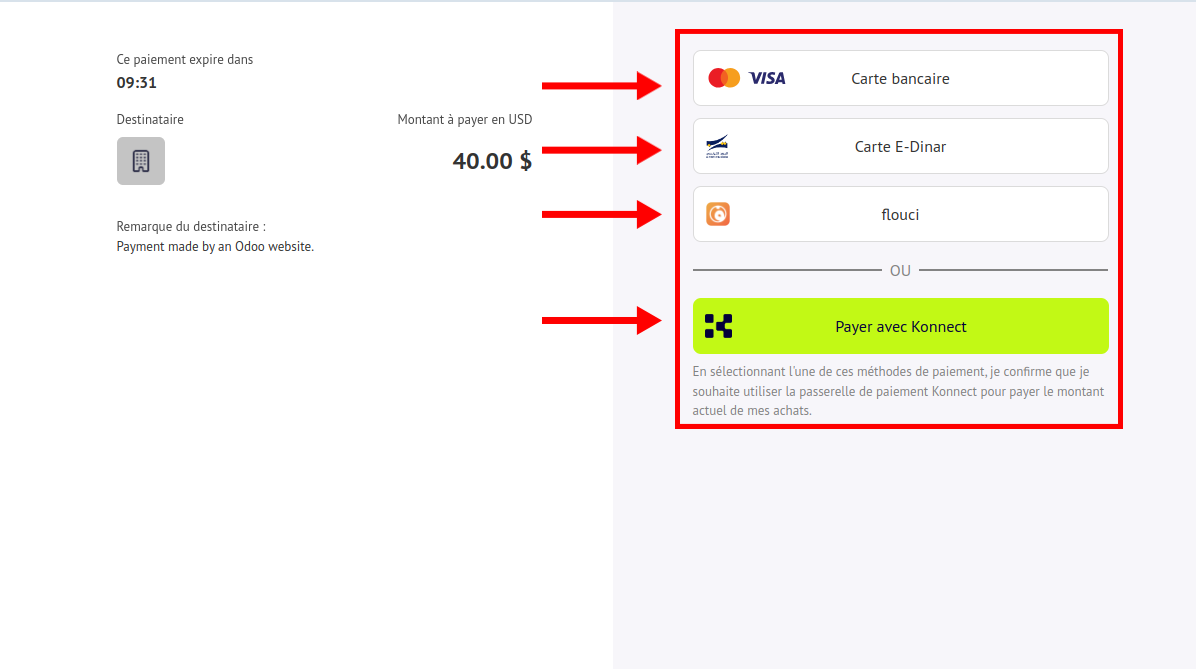 Ce paiement expire dans
09:31
Destinataire
Montant à payer en USD
40.00 $
Remarque du destinataire :
Payment made by an Odoo website.
VISA
Carte bancaire
Carte E-Dinar
flouci
OU
Payer avec Konnect
En sélectionnant l'une de ces méthodes de paiement, je confirme que je
souhaite utiliser la passerelle de paiement Konnect pour payer le montant
actuel de mes achats.